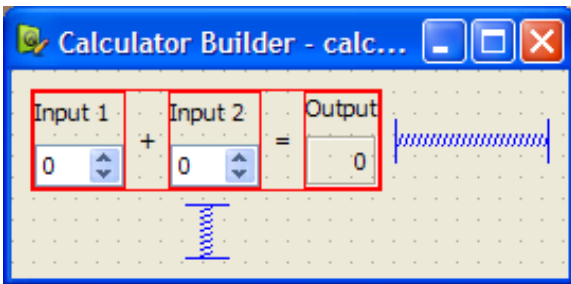 Calculator Builder - calc...
Input 1 Input 2 Output
+ =
0 0 0